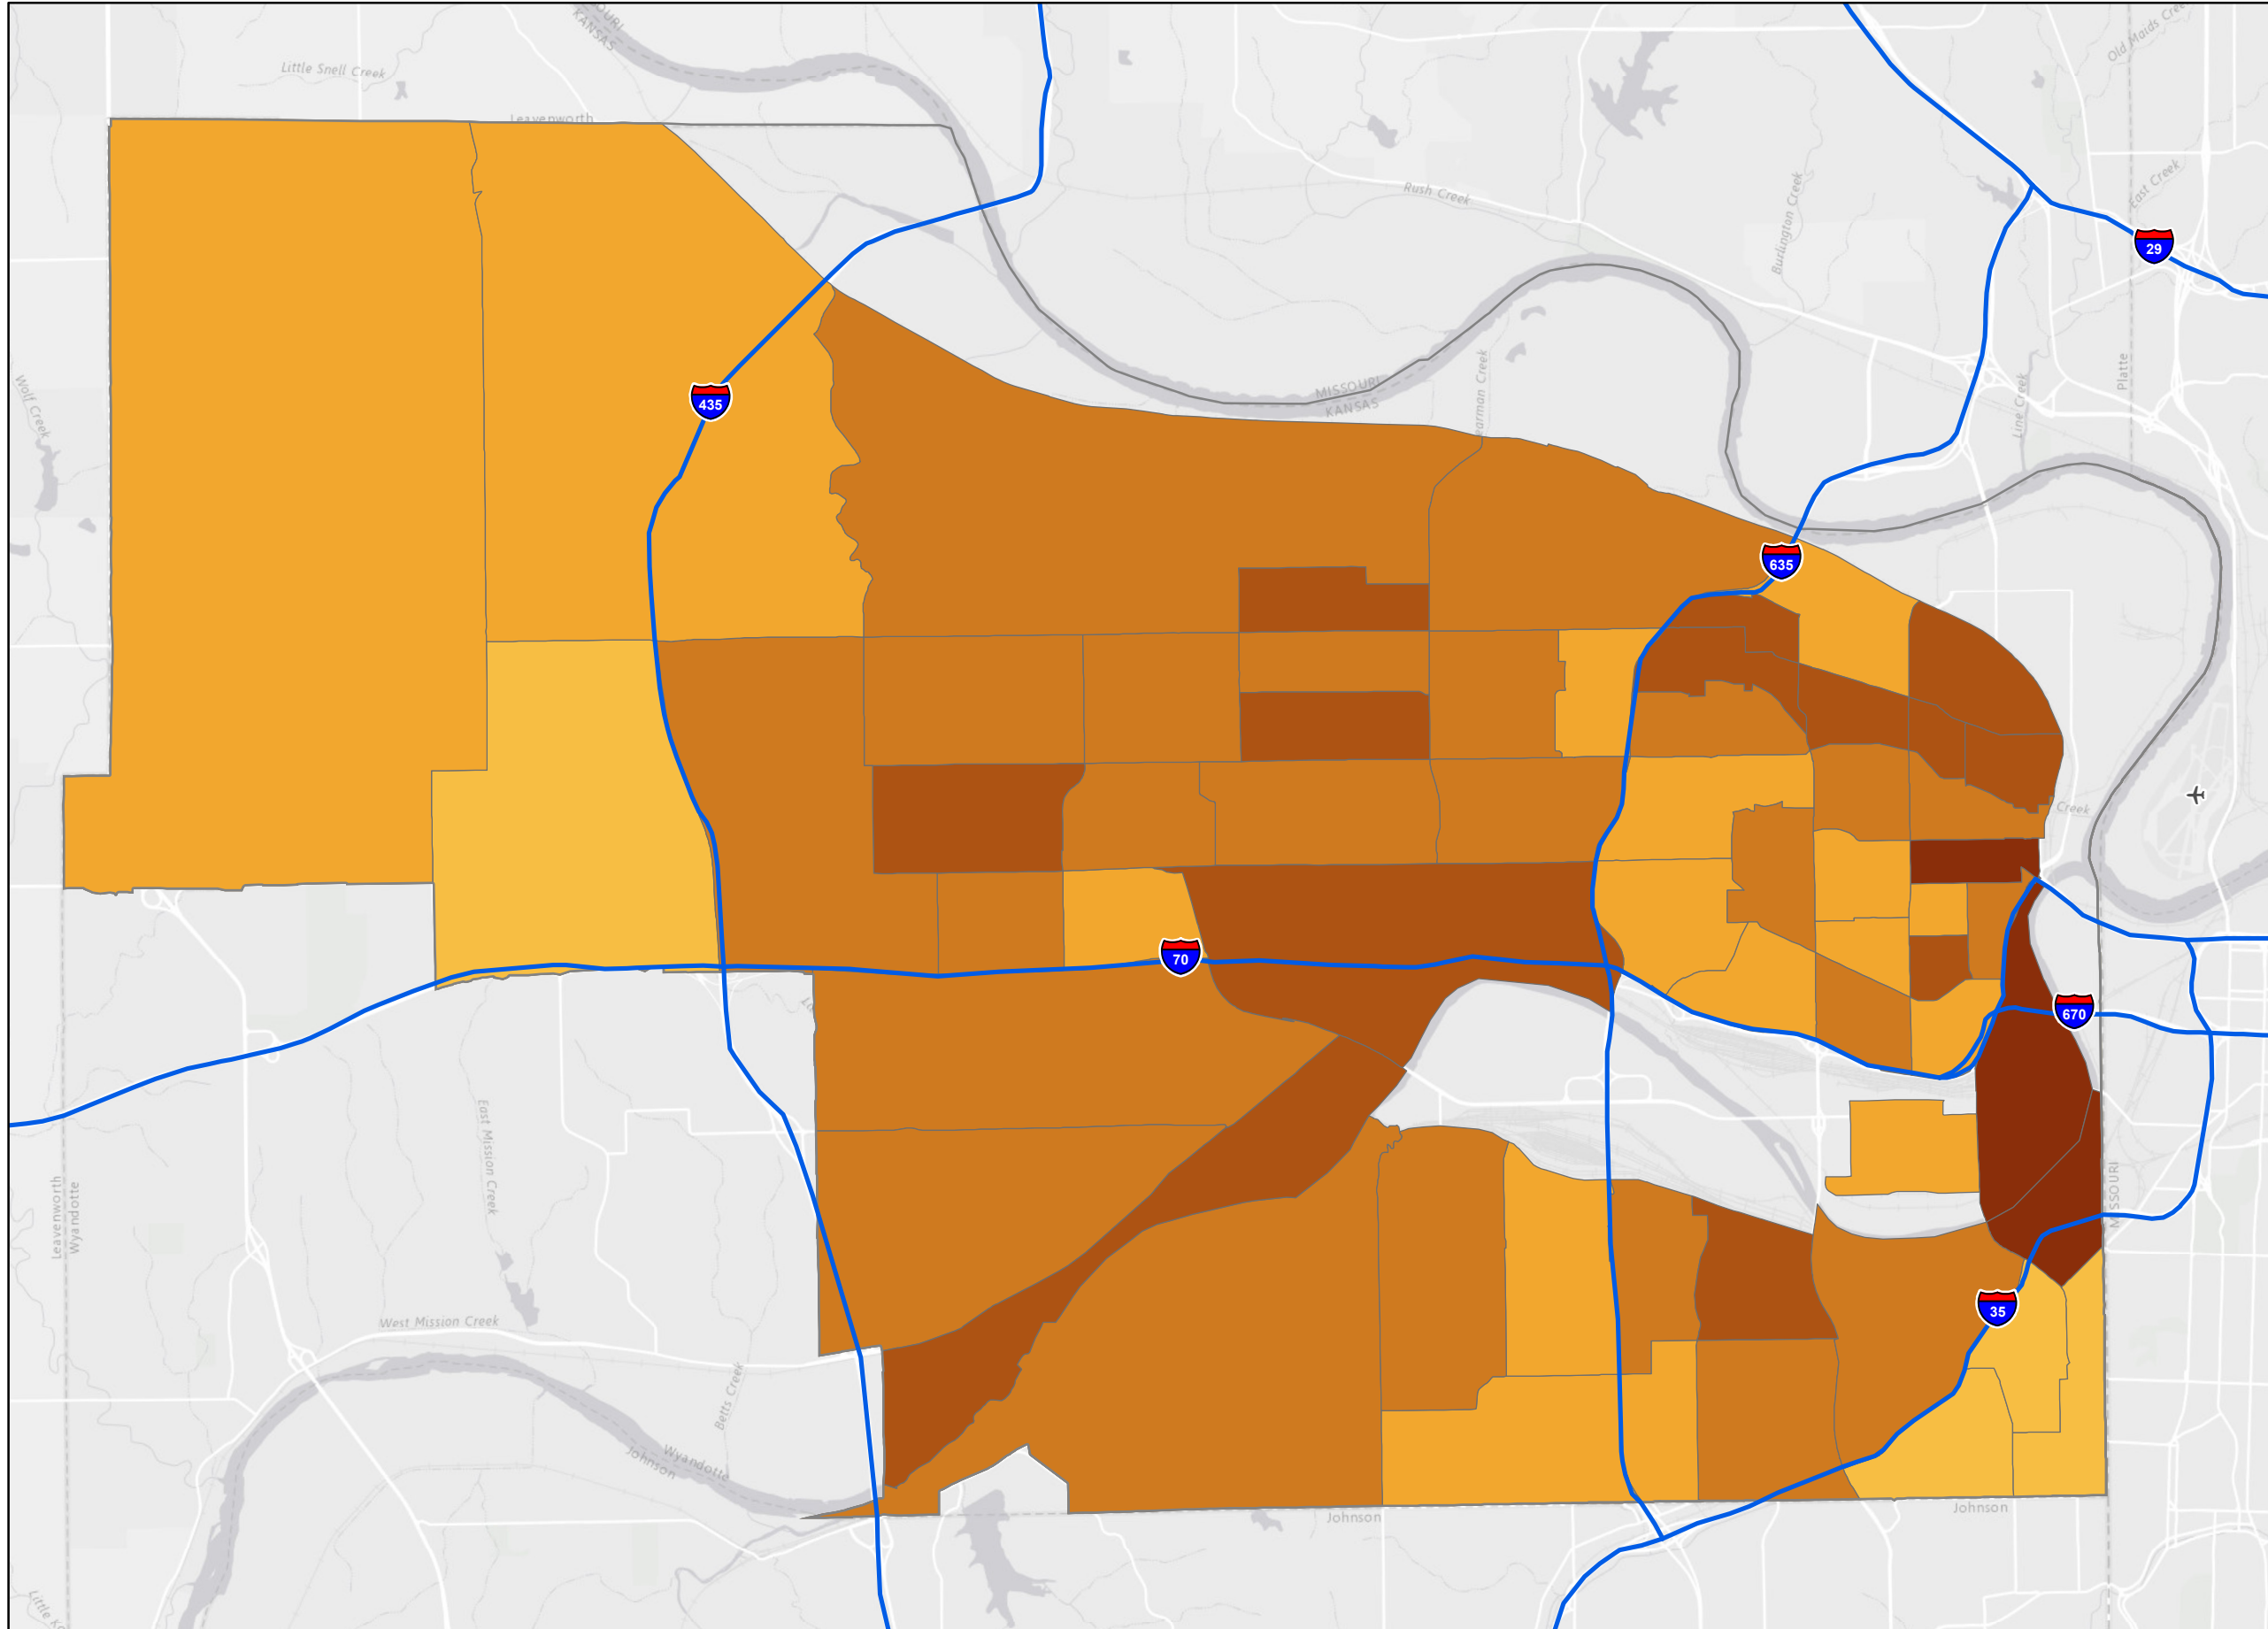 MISSOURI
KANSAS
Old Maids Creek
Little Snell Creek
Leavenworth
Rush Creek
East Creek
Burlington Creek
29
Wolf Creek
435
MISSOURI
KANSAS
Platte
Line Creek
635
Creek
70
670
Leavenworth
Wyandotte
East Mission Creek
MISSOURI
West Mission Creek
35
Betts Creek
Wyandotte
Johnson
Johnson
Johnson